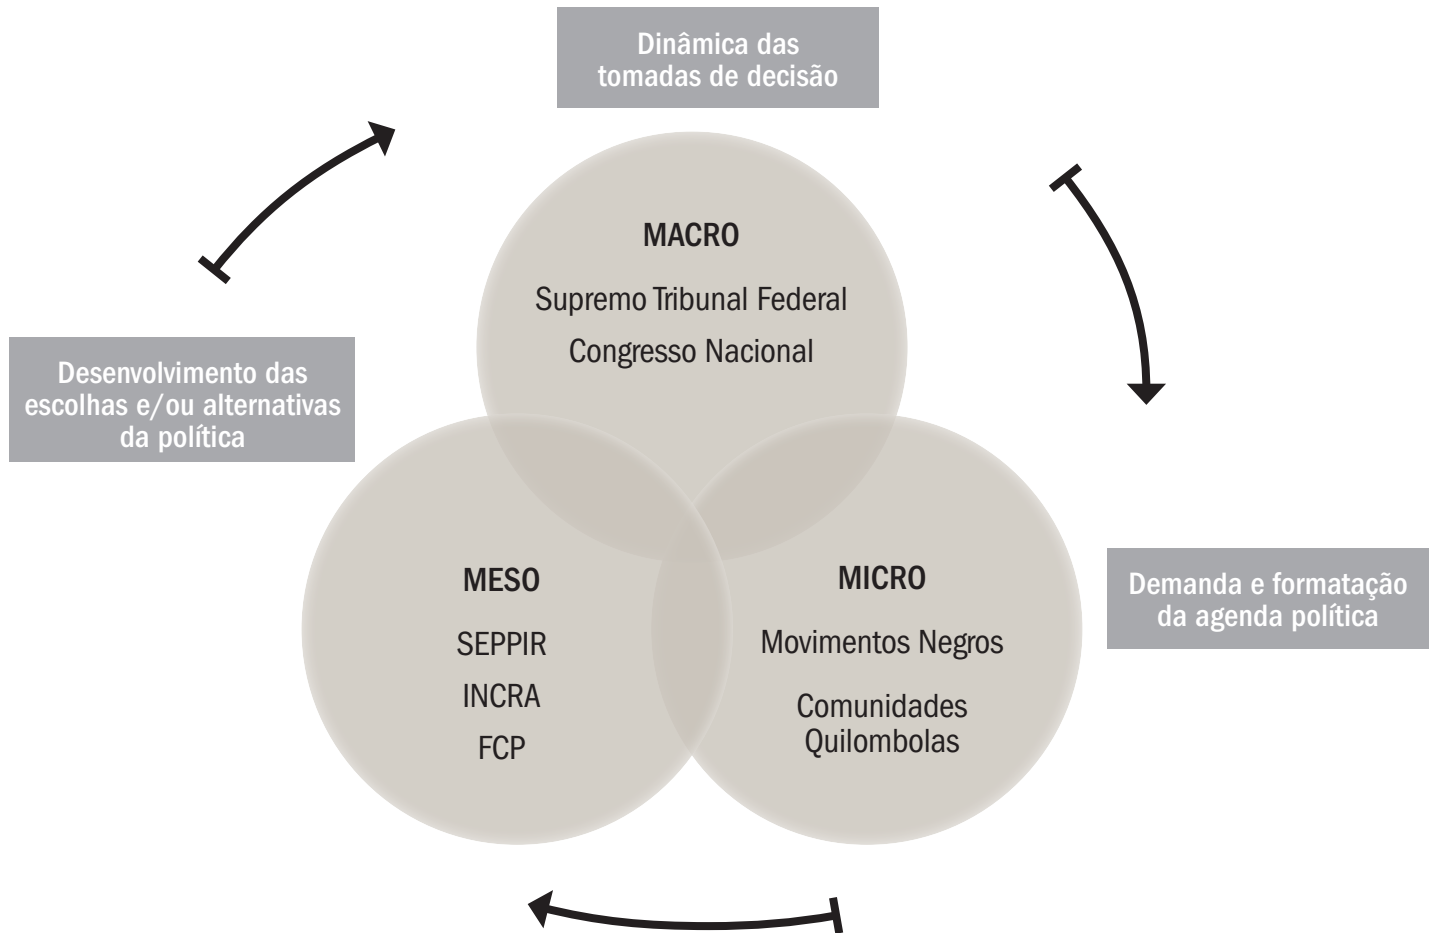 Dinâmica das
tomadas de decisão
MACRO
Supremo Tribunal Federal
Congresso Nacional
Desenvolvimento das
escolhas e/ou alternativas
da política
MESO
SEPPIR
INCRA
FCP
MICRO
Movimentos Negros
Comunidades
Quilombolas
Demanda e formatação
da agenda política